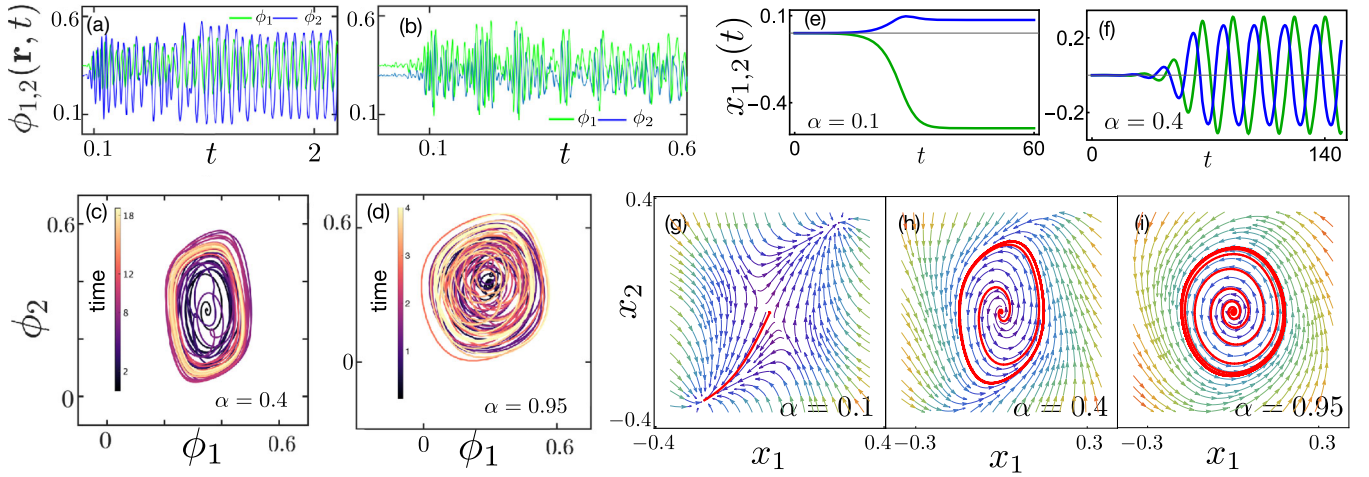 (a) ϕ₁ ϕ₂
ϕ₁,₂(𝐫, t)
0.6
0.1
0.1 t 2
(b)
0.6
0.1
ϕ₁ ϕ₂
0.1 t 0.6
(e)
x₁,₂(t)
0.1
−0.4
α = 0.1
0 t 60
(f)
0.2
−0.2
α = 0.4
0 t 140
(c)
ϕ₂
0.6
0
time
18
12
8
2
α = 0.4
0 ϕ₁ 0.6
(d)
0.6
0
time
4
3
2
1
α = 0.95
0 ϕ₁ 0.6
(g)
x₂
0.4
−0.4
α = 0.1
−0.4 x₁ 0.4
(h)
α = 0.4
−0.3 x₁ 0.3
(i)
α = 0.95
−0.3 x₁ 0.3